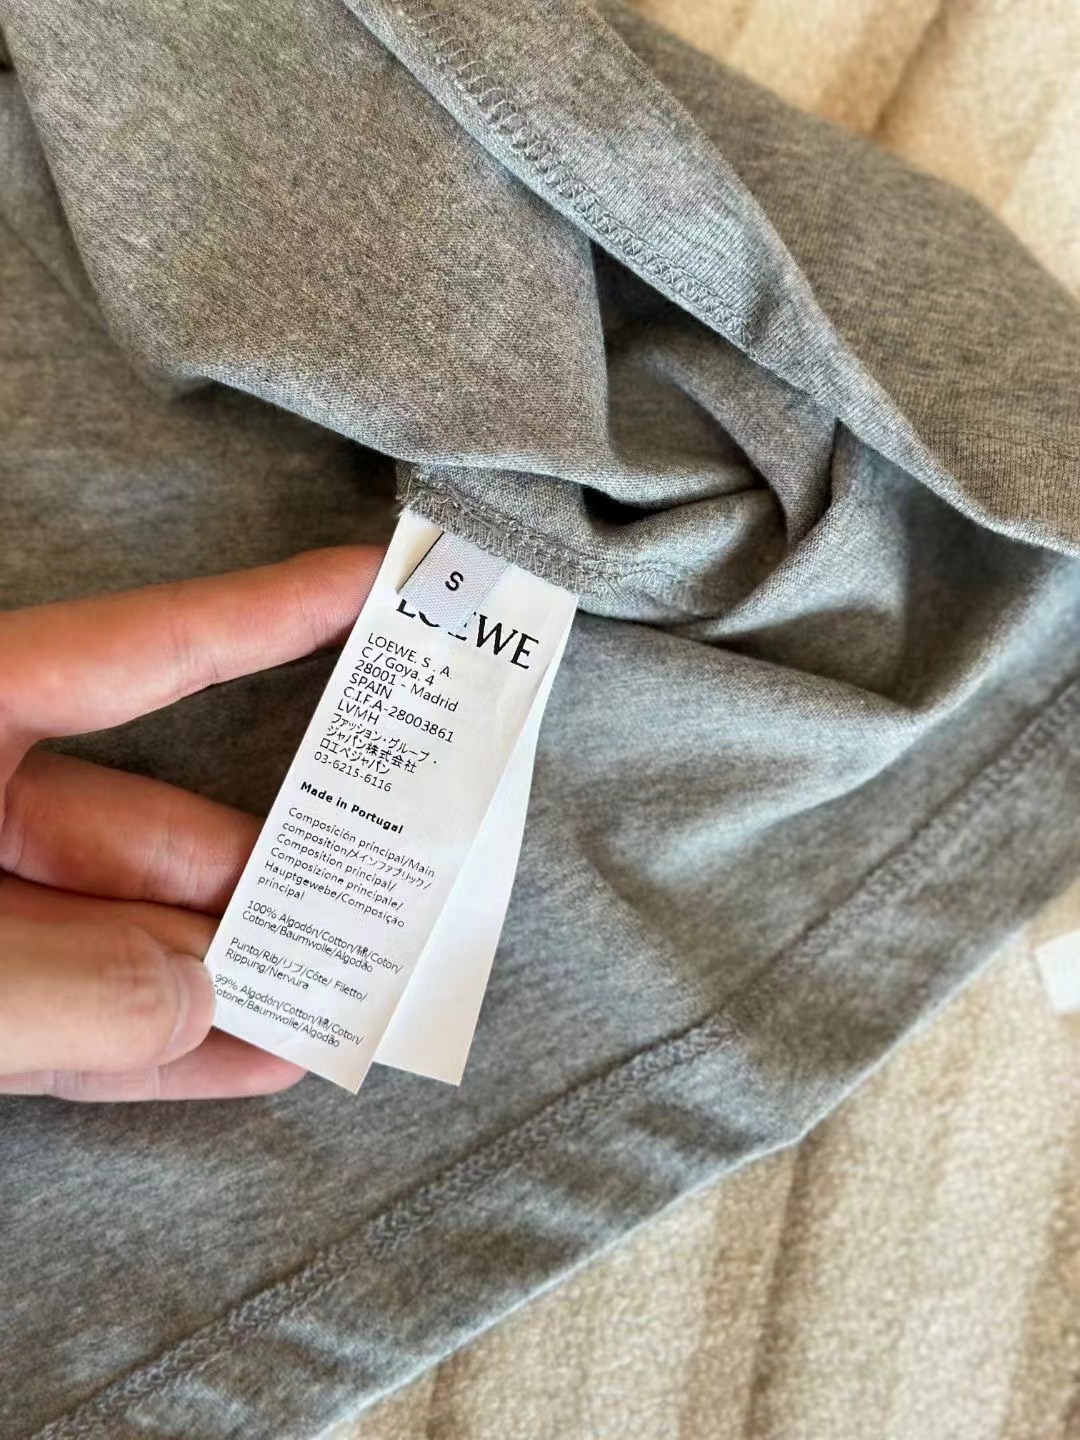 S
LOEWE
LOEWE. S . A.
C / Goya. 4
28001 - Madrid
SPAIN
C.I.F.A-28003861
LVMH
ファッション・グループ・
ジャパン株式会社
ロエベジャパン
03-6215-6116
Made in Portugal
Composición principal/Main
composition/メインファブリック/
Composition principal/
Composizione principale/
Hauptgewebe/Composição
principal
100% Algodón/Cotton/綿/Coton/
Cotone/Baumwolle/Algodão
Punto/Rib/リブ/Côte/ Filetto/
Rippung/Nervura
99% Algodón/Cotton/綿/Coton/
Cotone/Baumwolle/Algodão